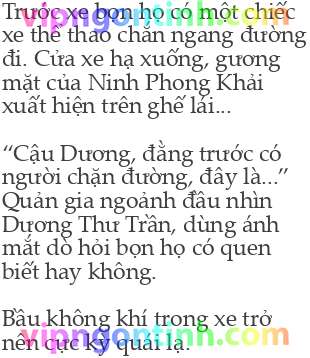 Trước xe bọn họ có một chiếc
vipngontinh.com
xe thể thao chắn ngang đường
đi. Cửa xe hạ xuống, gương
mặt của Ninh Phong Khải
xuất hiện trên ghế lái...
“Cậu Dương, đằng trước có
người chặn đường, đây là...”
Quản gia ngoảnh đầu nhìn
Dương Thư Trần, dùng ánh
mắt dò hỏi bọn họ có quen
biết hay không.
Bầu không khí trong xe trở
vipngontinh.com
nên cực kỳ quái lạ.